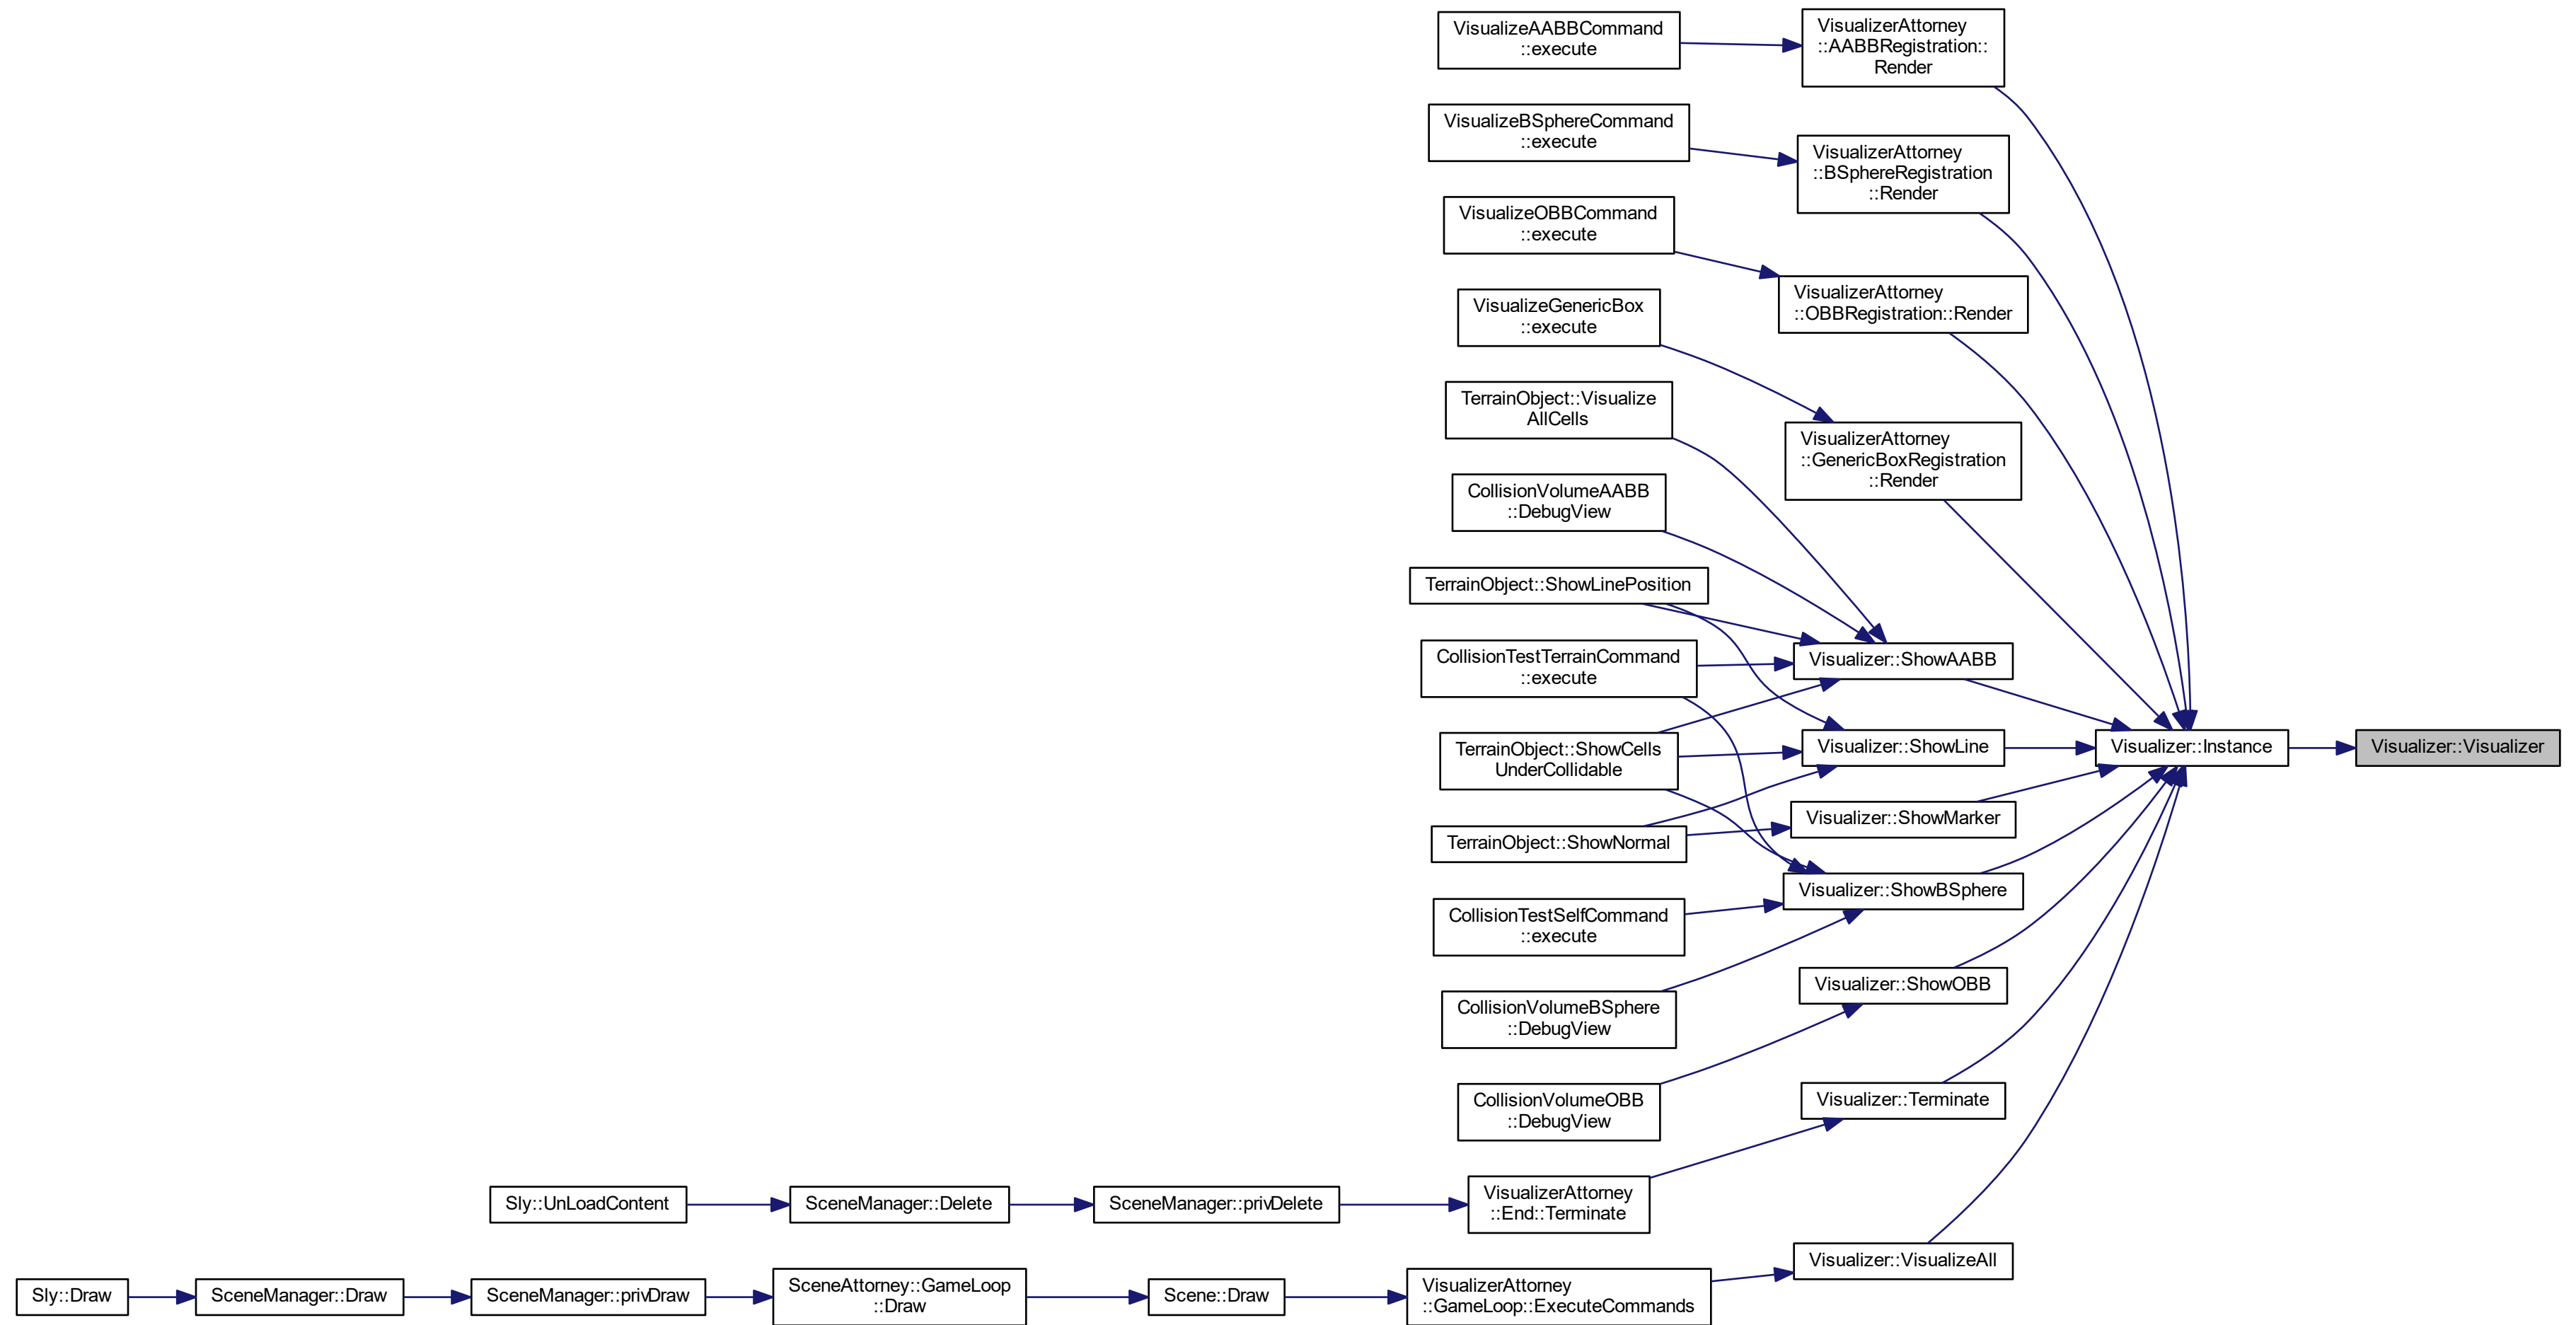 VisualizeAABBCommand
::execute
VisualizerAttorney
::AABBRegistration::
Render
VisualizeBSphereCommand
::execute
VisualizerAttorney
::BSphereRegistration
::Render
VisualizeOBBCommand
::execute
VisualizerAttorney
::OBBRegistration::Render
VisualizeGenericBox
::execute
TerrainObject::Visualize
AllCells
VisualizerAttorney
::GenericBoxRegistration
::Render
CollisionVolumeAABB
::DebugView
TerrainObject::ShowLinePosition
CollisionTestTerrainCommand
::execute
Visualizer::ShowAABB
TerrainObject::ShowCells
UnderCollidable
Visualizer::ShowLine
Visualizer::Instance
Visualizer::Visualizer
TerrainObject::ShowNormal
Visualizer::ShowMarker
CollisionTestSelfCommand
::execute
Visualizer::ShowBSphere
CollisionVolumeBSphere
::DebugView
Visualizer::ShowOBB
CollisionVolumeOBB
::DebugView
Visualizer::Terminate
Sly::UnLoadContent
SceneManager::Delete
SceneManager::privDelete
VisualizerAttorney
::End::Terminate
Visualizer::VisualizeAll
Sly::Draw
SceneManager::Draw
SceneManager::privDraw
SceneAttorney::GameLoop
::Draw
Scene::Draw
VisualizerAttorney
::GameLoop::ExecuteCommands